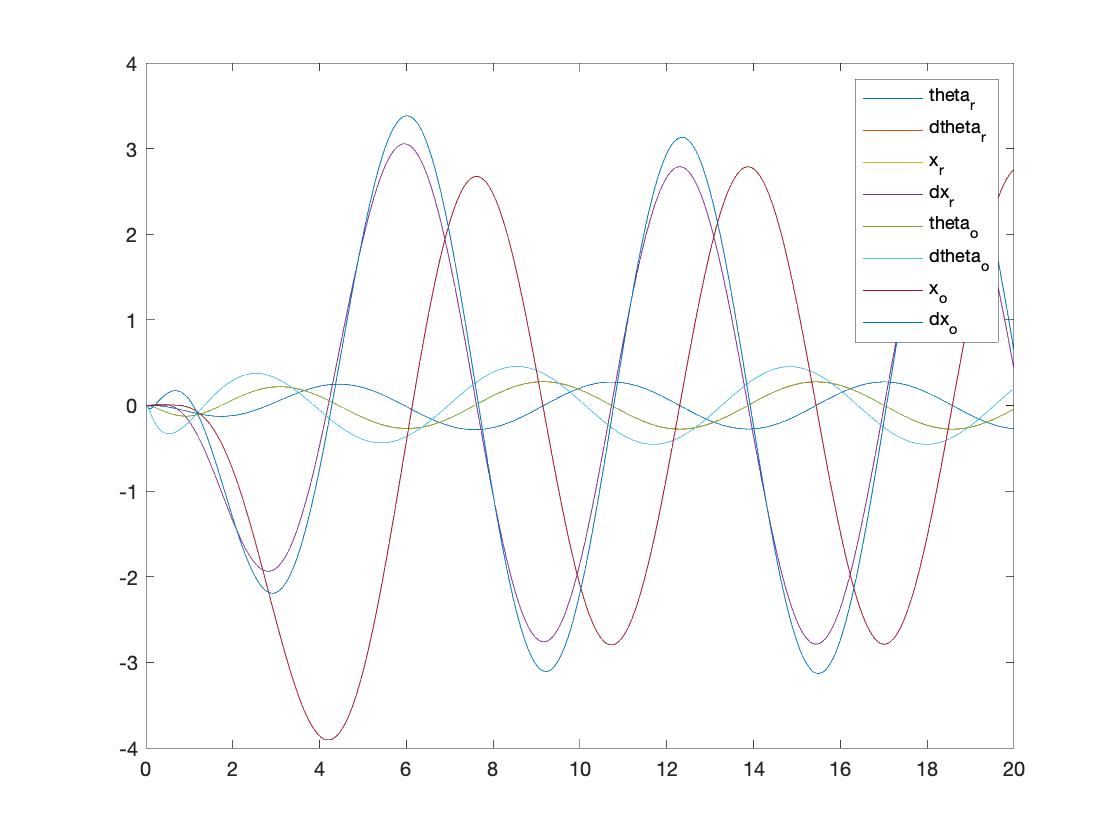 4
3
2
1
0
-1
-2
-3
-4
0 2 4 6 8 10 12 14 16 18 20
theta_r
dtheta_r
x_r
dx_r
theta_o
dtheta_o
x_o
dx_o